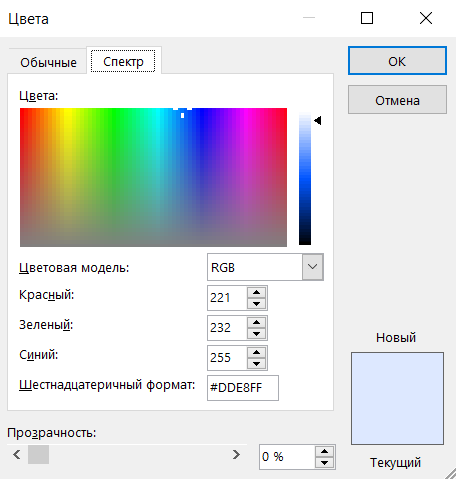 Цвета
Обычные
Спектр
OK
Отмена
Цвета:
Цветовая модель:
RGB
Красный:
221
Зеленый:
232
Синий:
255
Шестнадцатеричный формат:
#DDE8FF
Новый
Текущий
Прозрачность:
0 %